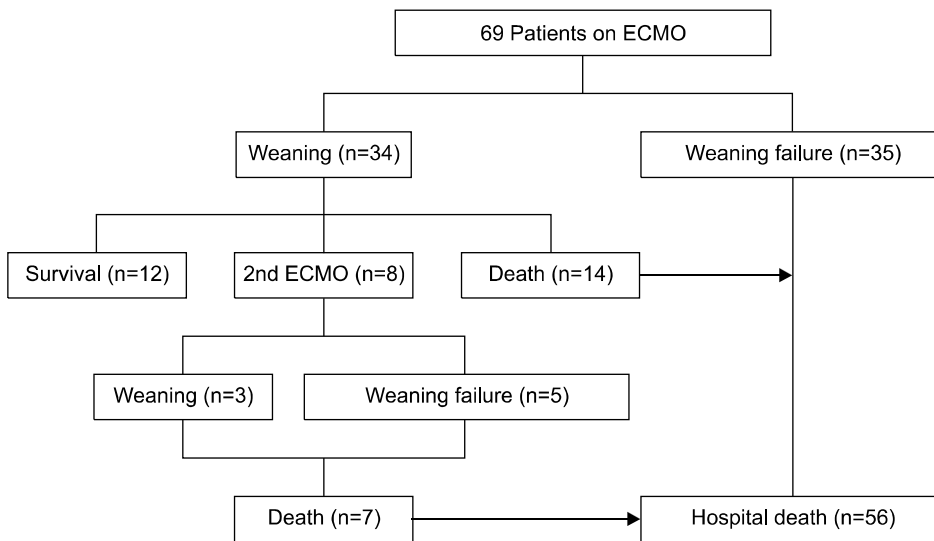 69 Patients on ECMO
Weaning (n=34)
Weaning failure (n=35)
Survival (n=12)
2nd ECMO (n=8)
Death (n=14)
Weaning (n=3)
Weaning failure (n=5)
Death (n=7)
Hospital death (n=56)